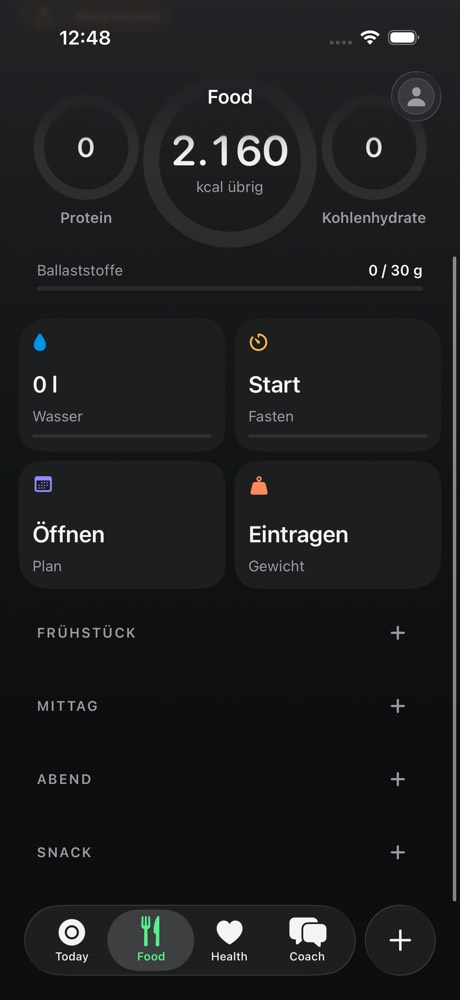 12:48
Food
0
2.160
0
kcal übrig
Protein
Kohlenhydrate
Ballaststoffe 0 / 30 g
0 l
Wasser
Start
Fasten
Öffnen
Plan
Eintragen
Gewicht
FRÜHSTÜCK
MITTAG
ABEND
SNACK
Today
Food
Health
Coach